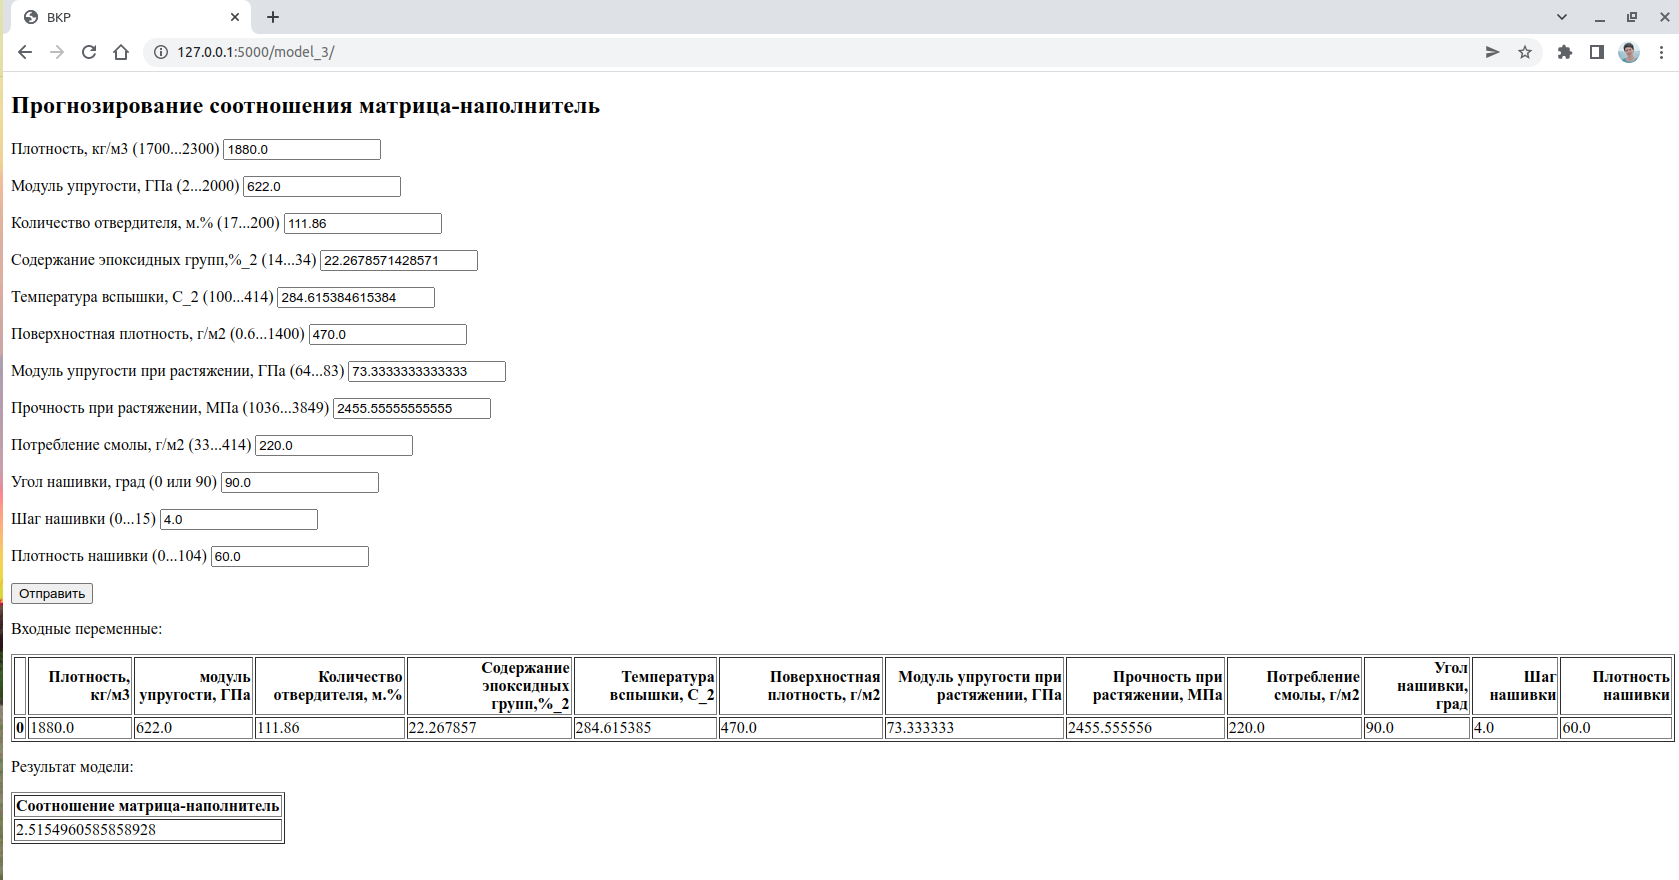 ВКР
127.0.0.1:5000/model_3/
Прогнозирование соотношения матрица-наполнитель
Плотность, кг/м3 (1700...2300) 1880.0
Модуль упругости, ГПа (2...2000) 622.0
Количество отвердителя, м.% (17...200) 111.86
Содержание эпоксидных групп,%_2 (14...34) 22.2678571428571
Температура вспышки, С_2 (100...414) 284.615384615384
Поверхностная плотность, г/м2 (0.6...1400) 470.0
Модуль упругости при растяжении, ГПа (64...83) 73.3333333333333
Прочность при растяжении, МПа (1036...3849) 2455.55555555555
Потребление смолы, г/м2 (33...414) 220.0
Угол нашивки, град (0 или 90) 90.0
Шаг нашивки (0...15) 4.0
Плотность нашивки (0...104) 60.0
Отправить
Входные переменные:
Плотность, кг/м3 модуль упругости, ГПа Количество отвердителя, м.% Содержание эпоксидных групп,%_2 Температура вспышки, С_2 Поверхностная плотность, г/м2 Модуль упругости при растяжении, ГПа Прочность при растяжении, МПа Потребление смолы, г/м2 Угол нашивки, град Шаг нашивки Плотность нашивки
0 1880.0 622.0 111.86 22.267857 284.615385 470.0 73.333333 2455.555556 220.0 90.0 4.0 60.0
Результат модели:
Соотношение матрица-наполнитель
2.5154960585858928